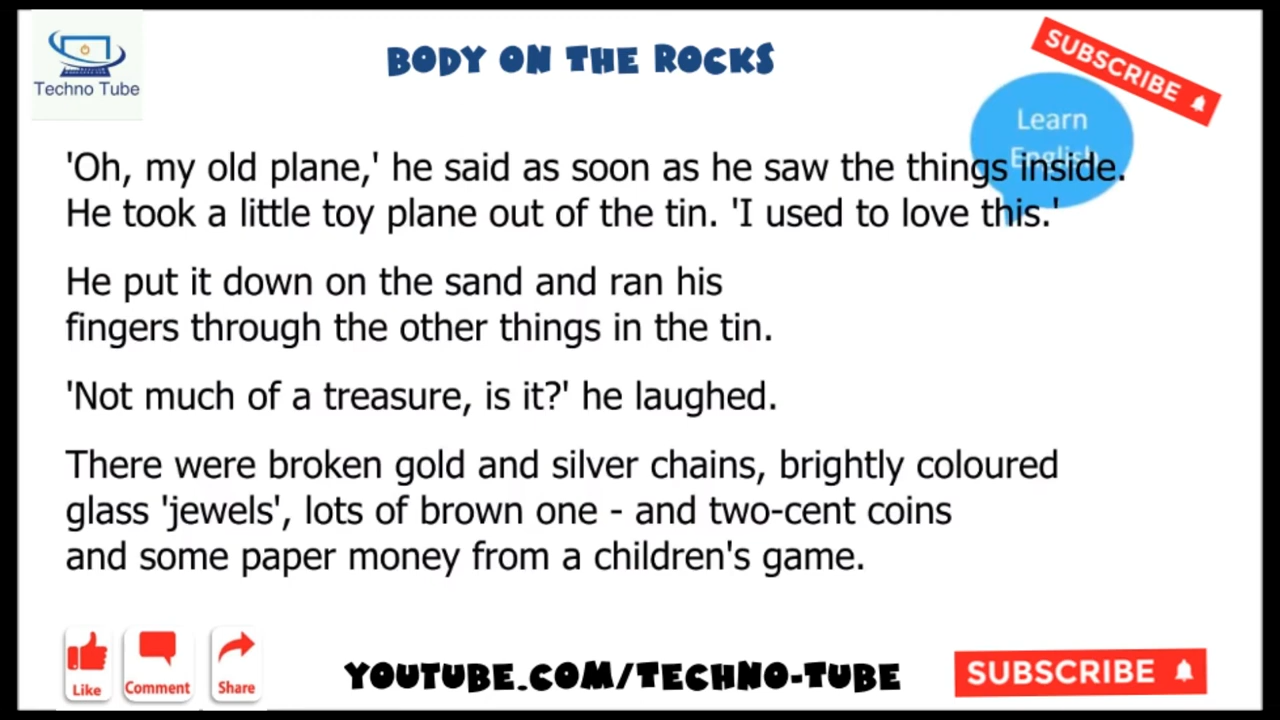 Techno Tube
BODY ON THE ROCKS
SUBSCRIBE
Learn
English
'Oh, my old plane,' he said as soon as he saw the things inside.
He took a little toy plane out of the tin. 'I used to love this.'
He put it down on the sand and ran his
fingers through the other things in the tin.
'Not much of a treasure, is it?' he laughed.
There were broken gold and silver chains, brightly coloured
glass 'jewels', lots of brown one - and two-cent coins
and some paper money from a children's game.
Like
Comment
Share
YOUTUBE.COM/TECHNO-TUBE
SUBSCRIBE